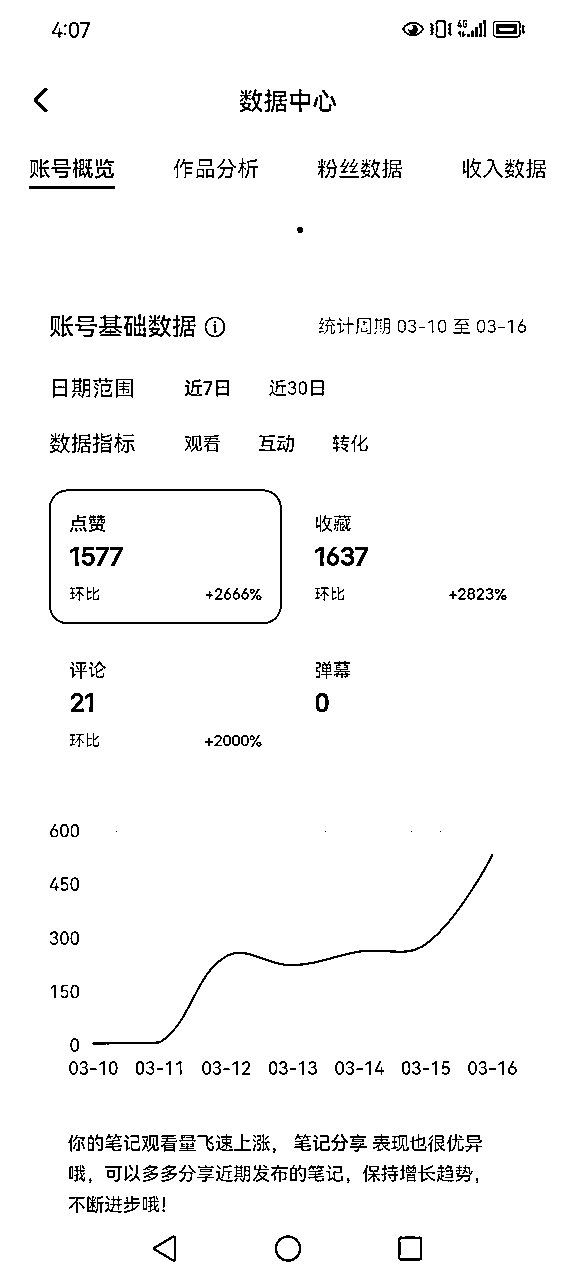 4:07
4G
数据中心
账号概览 作品分析 粉丝数据 收入数据
账号基础数据 统计周期 03-10 至 03-16
日期范围 近7日 近30日
数据指标 观看 互动 转化
点赞 收藏
1577 1637
环比 +2666% 环比 +2823%
评论 弹幕
21 0
环比 +2000%
600
450
300
150
0
03-10 03-11 03-12 03-13 03-14 03-15 03-16
你的笔记观看量飞速上涨， 笔记分享 表现也很优异
哦，可以多多分享近期发布的笔记，保持增长趋势，
不断进步哦！